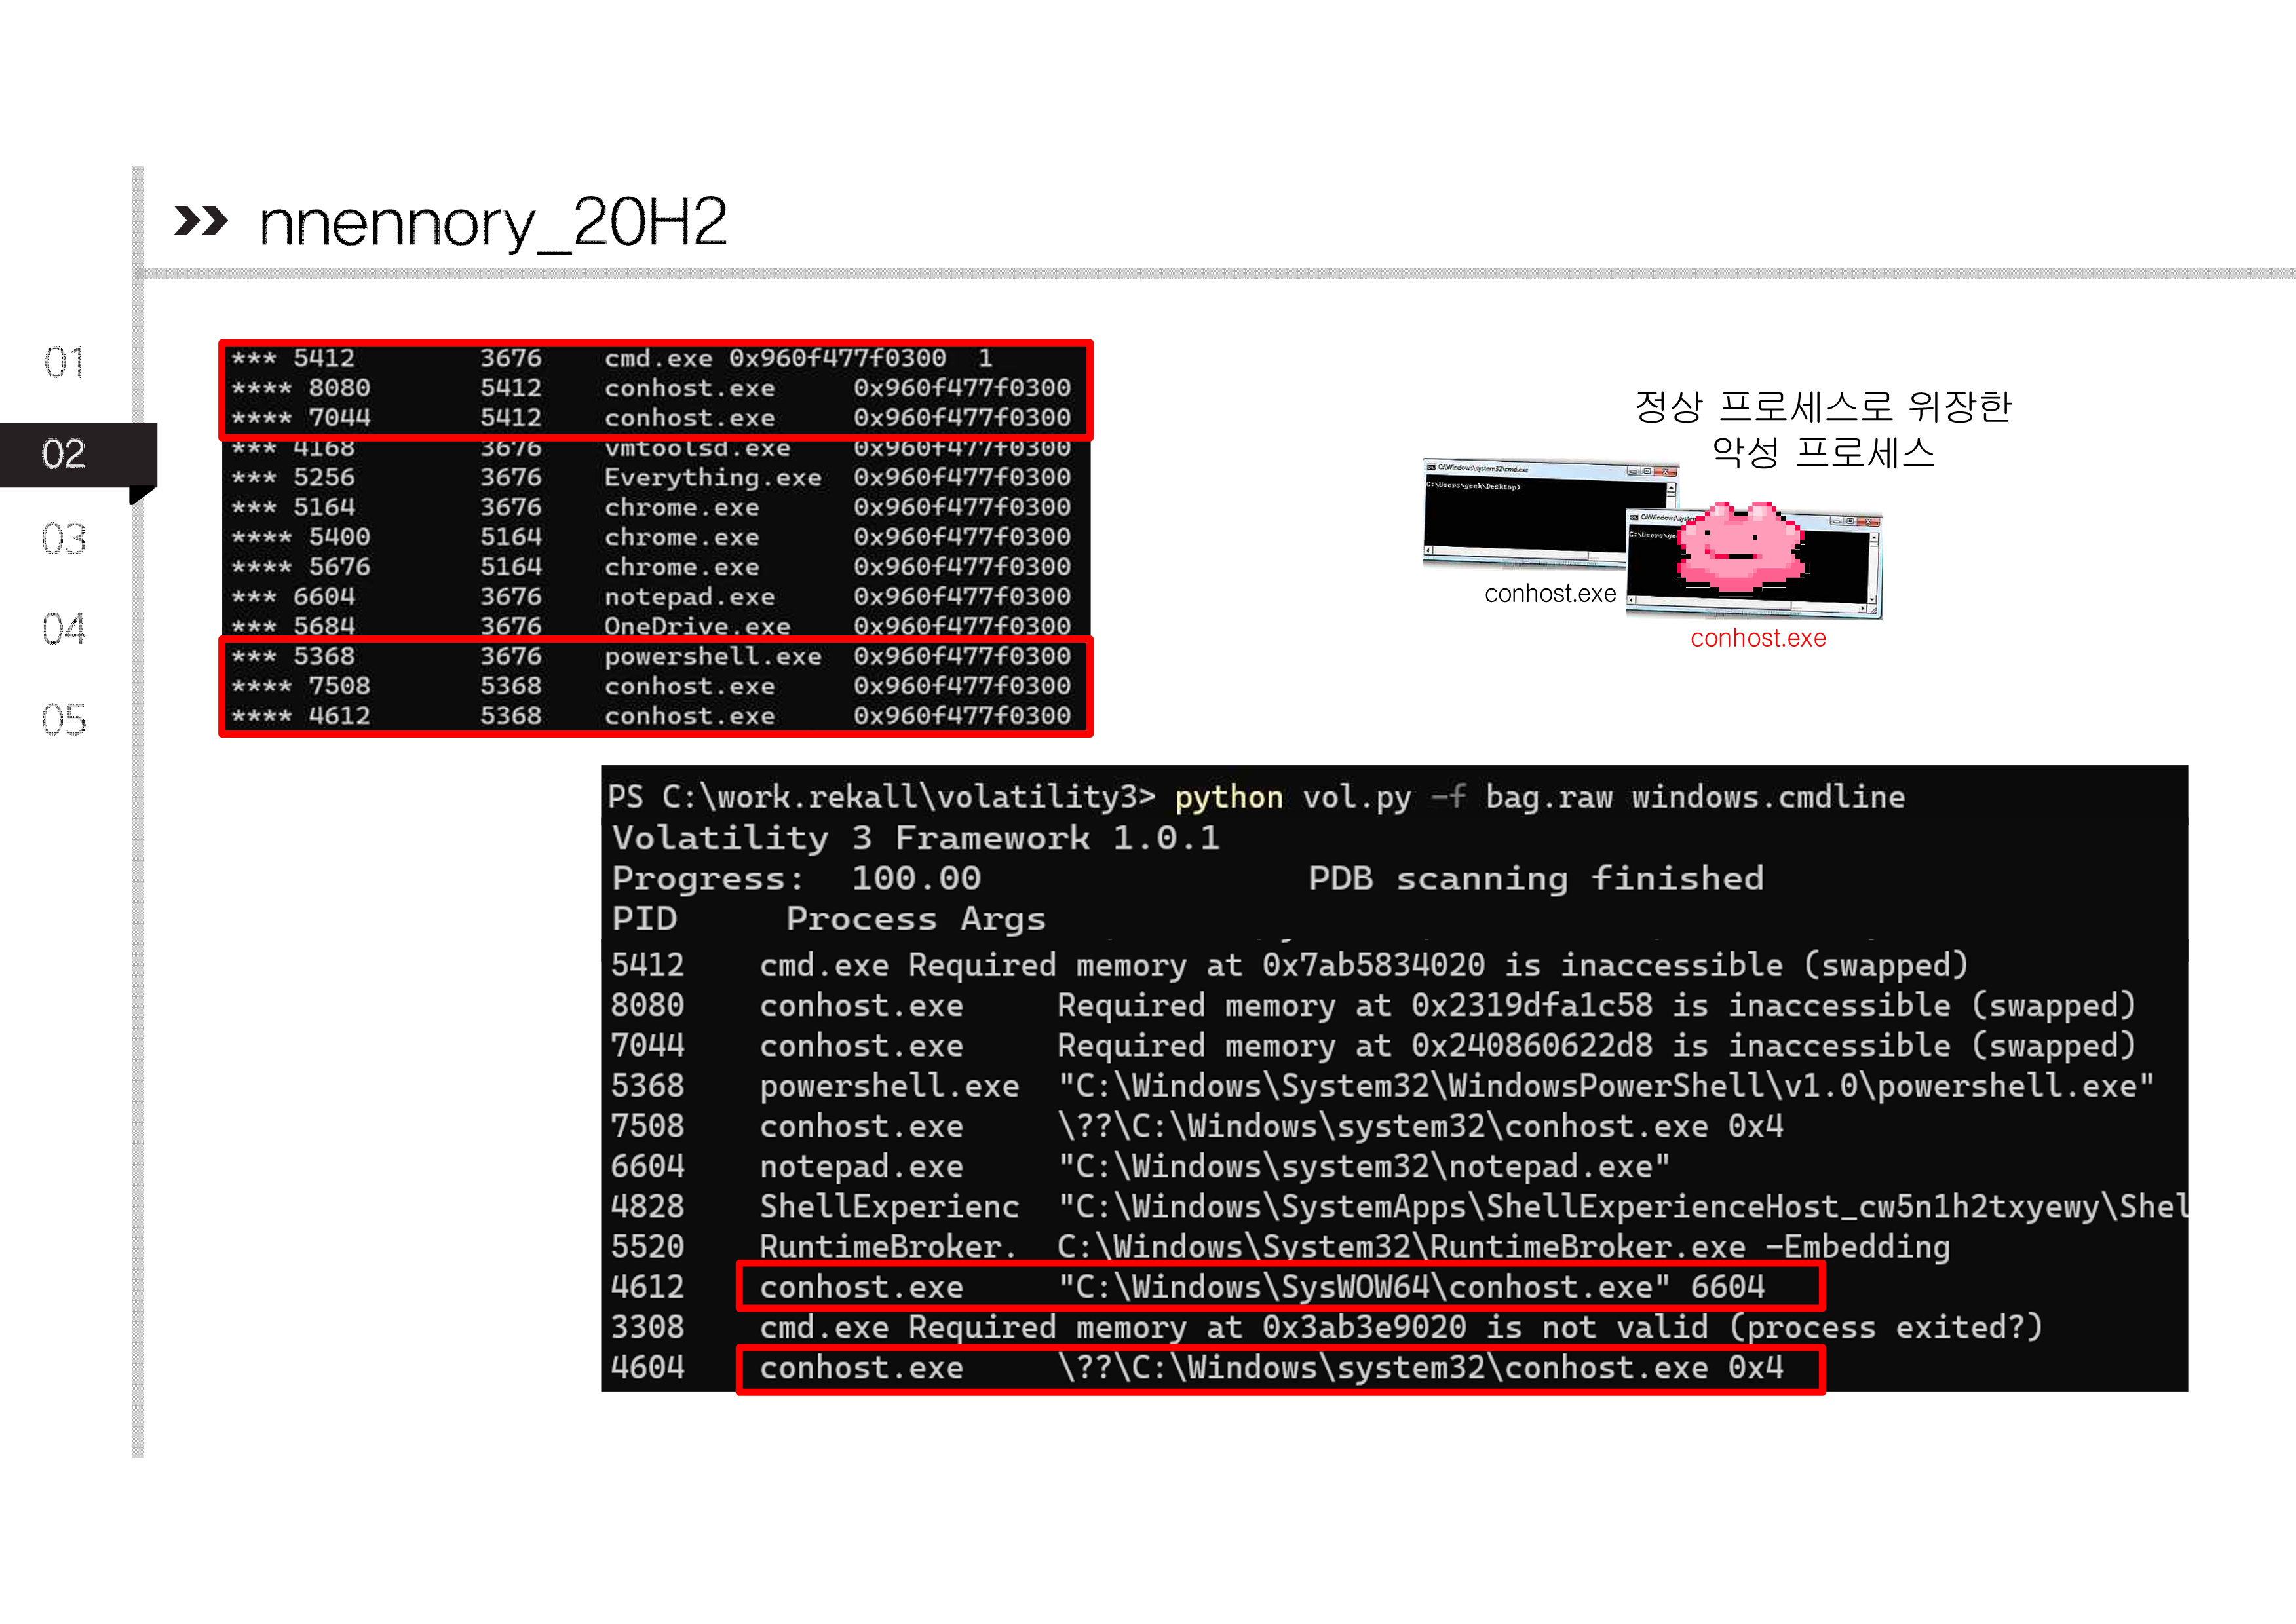 nnennory_20H2
01
02
03
04
05
*** 5412 3676 cmd.exe 0x960f477f0300 1
**** 8080 5412 conhost.exe 0x960f477f0300
**** 7044 5412 conhost.exe 0x960f477f0300
*** 4168 3676 vmtoolsd.exe 0x960f477f0300
*** 5256 3676 Everything.exe 0x960f477f0300
*** 5164 3676 chrome.exe 0x960f477f0300
**** 5400 5164 chrome.exe 0x960f477f0300
**** 5676 5164 chrome.exe 0x960f477f0300
*** 6604 3676 notepad.exe 0x960f477f0300
*** 5684 3676 OneDrive.exe 0x960f477f0300
*** 5368 3676 powershell.exe 0x960f477f0300
**** 7508 5368 conhost.exe 0x960f477f0300
**** 4612 5368 conhost.exe 0x960f477f0300
정상 프로세스로 위장한
악성 프로세스
C:\Windows\system32\cmd.exe
C:\Users\geek\Desktop>
conhost.exe
conhost.exe
PS C:\work.rekall\volatility3> python vol.py -f bag.raw windows.cmdline
Volatility 3 Framework 1.0.1
Progress: 100.00 PDB scanning finished
PID Process Args
5412 cmd.exe Required memory at 0x7ab5834020 is inaccessible (swapped)
8080 conhost.exe Required memory at 0x2319dfa1c58 is inaccessible (swapped)
7044 conhost.exe Required memory at 0x240860622d8 is inaccessible (swapped)
5368 powershell.exe "C:\Windows\System32\WindowsPowerShell\v1.0\powershell.exe"
7508 conhost.exe \??\C:\Windows\system32\conhost.exe 0x4
6604 notepad.exe "C:\Windows\system32\notepad.exe"
4828 ShellExperienc "C:\Windows\SystemApps\ShellExperienceHost_cw5n1h2txyewy\Shel
5520 RuntimeBroker. C:\Windows\System32\RuntimeBroker.exe -Embedding
4612 conhost.exe "C:\Windows\SysWOW64\conhost.exe" 6604
3308 cmd.exe Required memory at 0x3ab3e9020 is not valid (process exited?)
4604 conhost.exe \??\C:\Windows\system32\conhost.exe 0x4